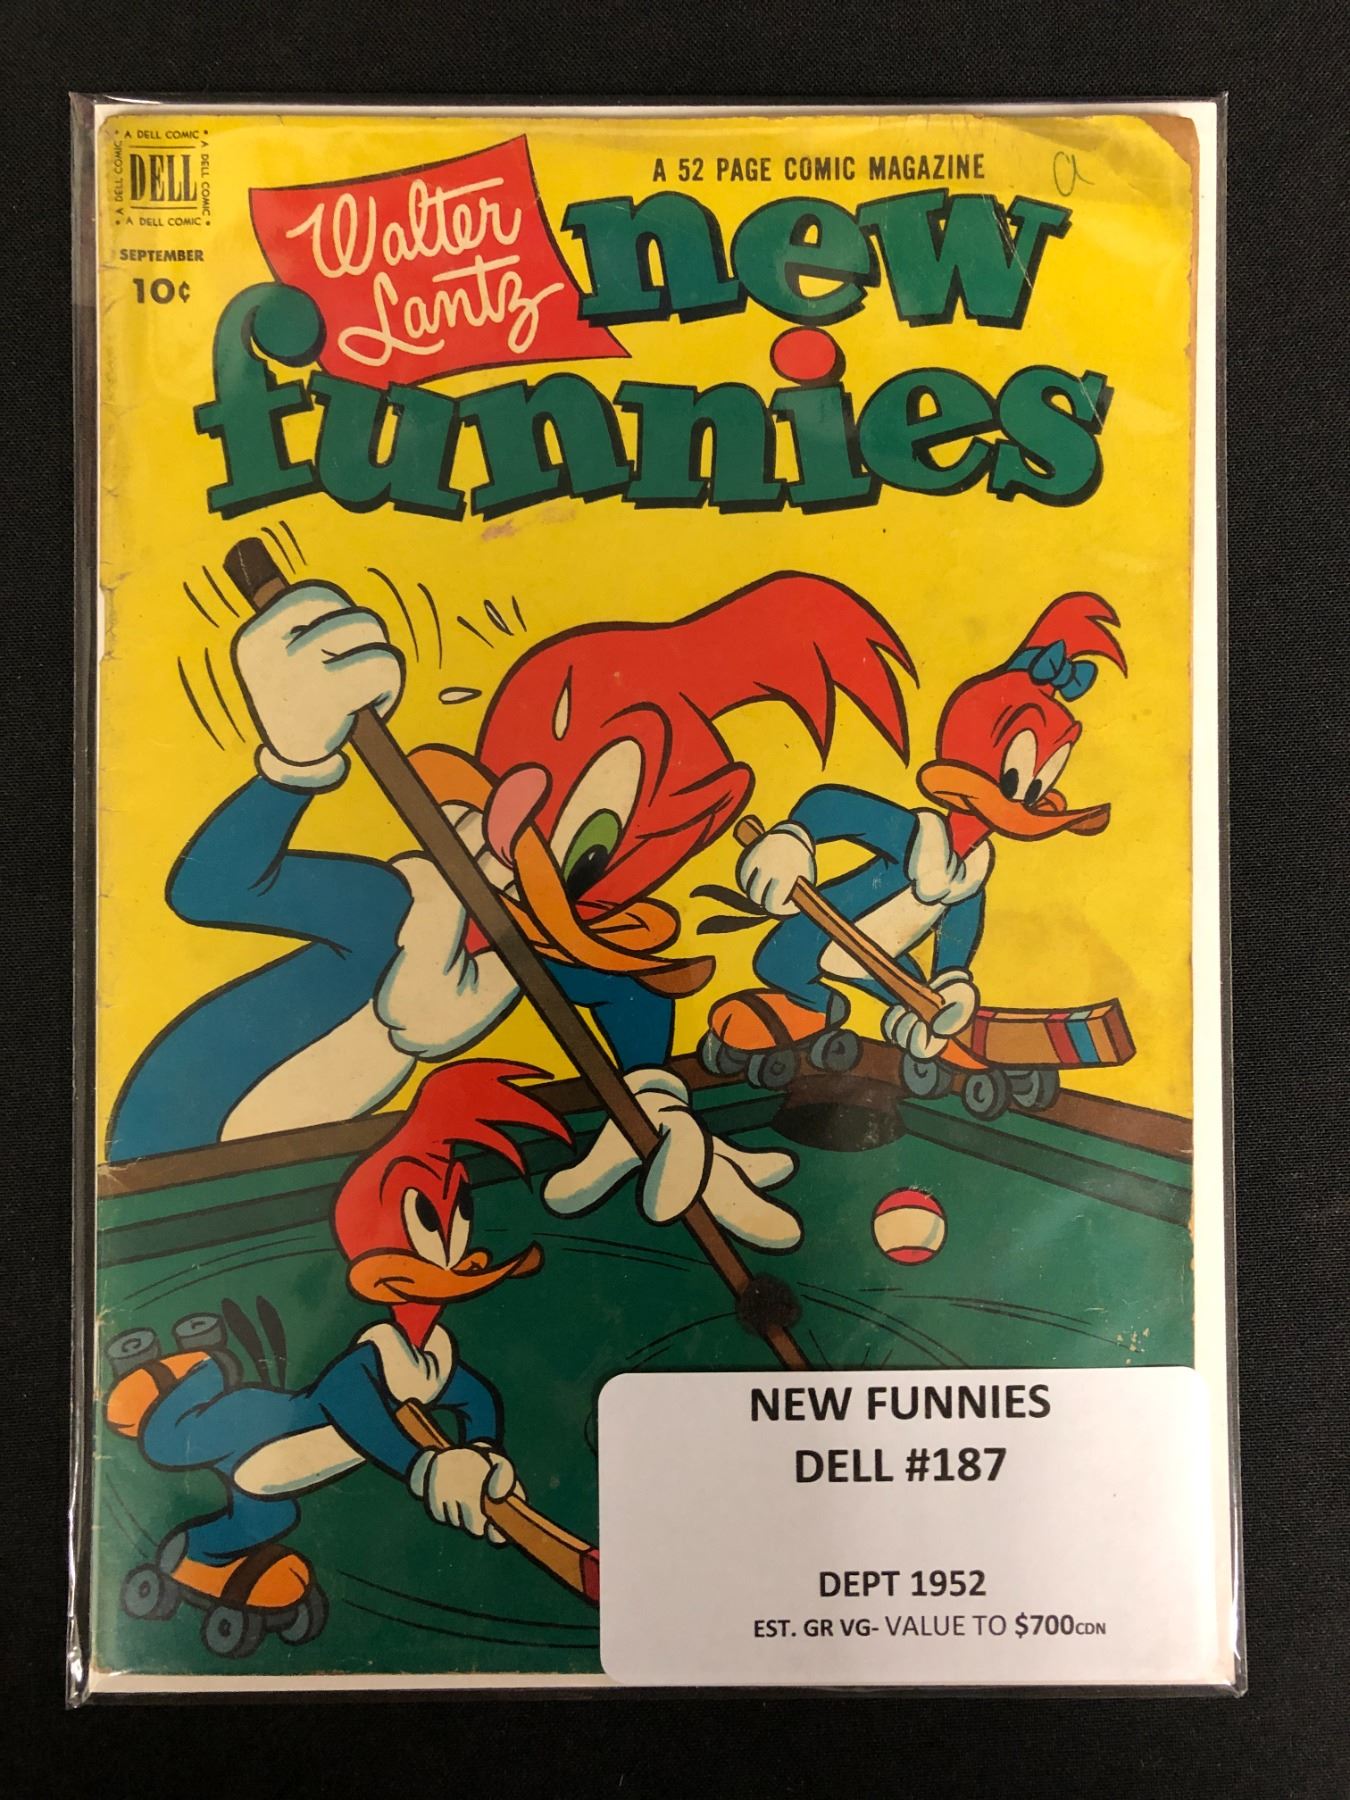 A DELL COMIC
A DELL COMIC
DELL
A DELL COMIC
A DELL COMIC
SEPTEMBER
10¢
A 52 PAGE COMIC MAGAZINE
a
Walter
Lantz
new
funnies
NEW FUNNIES
DELL #187
DEPT 1952
EST. GR VG- VALUE TO $700CDN